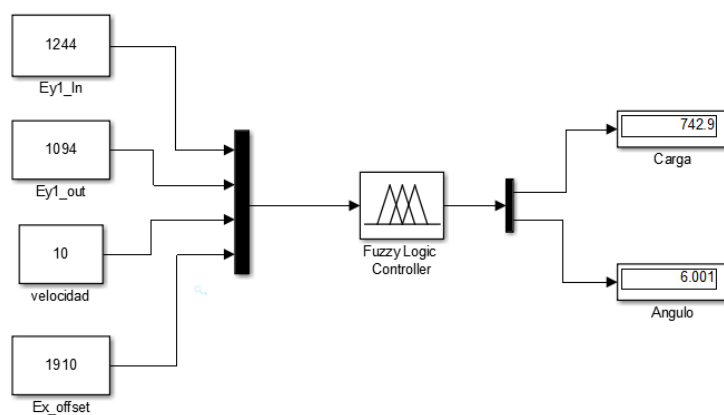 1244
Ey1_In
1094
Ey1_out
10
velocidad
1910
Ex_offset
Fuzzy Logic
Controller
742.9
Carga
6.001
Angulo